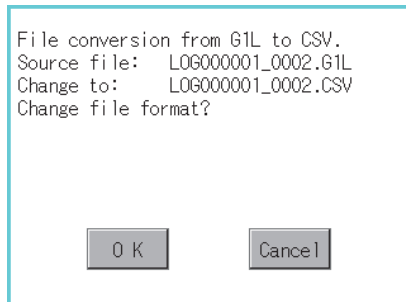 File conversion from G1L to CSV.
Source file: LOG000001_0002.G1L
Change to: LOG000001_0002.CSV
Change file format?
OK Cancel